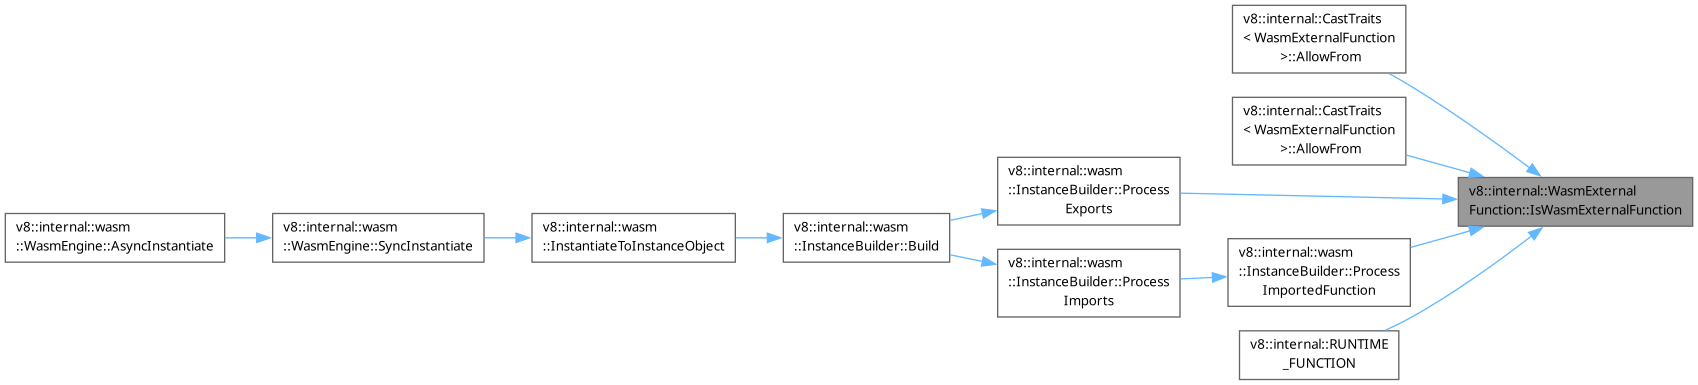 v8::internal::CastTraits
< WasmExternalFunction
>::AllowFrom
v8::internal::CastTraits
< WasmExternalFunction
>::AllowFrom
v8::internal::wasm
::InstanceBuilder::Process
Exports
v8::internal::WasmExternal
Function::IsWasmExternalFunction
v8::internal::wasm
::WasmEngine::AsyncInstantiate
v8::internal::wasm
::WasmEngine::SyncInstantiate
v8::internal::wasm
::InstantiateToInstanceObject
v8::internal::wasm
::InstanceBuilder::Build
v8::internal::wasm
::InstanceBuilder::Process
Imports
v8::internal::wasm
::InstanceBuilder::Process
ImportedFunction
v8::internal::RUNTIME
_FUNCTION